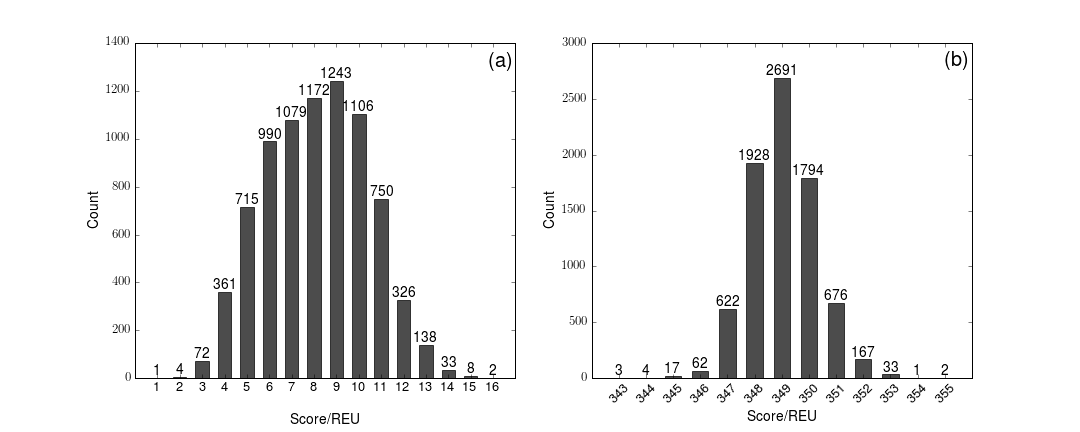 (a)
1400
1200
1000
800
600
400
200
0
Count
1 4 72 361 715 990 1079 1172 1243 1106 750 326 138 33 8 2
1 2 3 4 5 6 7 8 9 10 11 12 13 14 15 16
Score/REU
(b)
3000
2500
2000
1500
1000
500
0
Count
3 4 17 62 622 1928 2691 1794 676 167 33 1 2
343 344 345 346 347 348 349 350 351 352 353 354 355
Score/REU